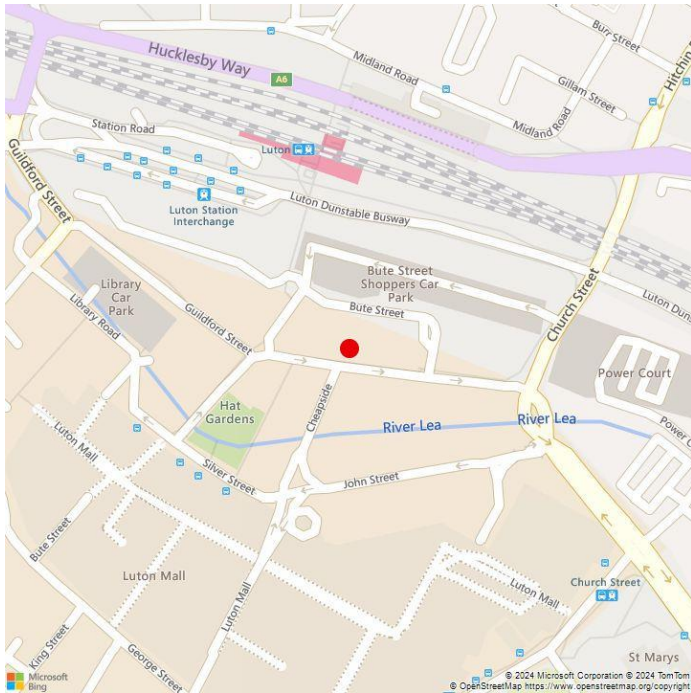 Burr Street
Hitchin
Hucklesby Way
Midland Road
A6
Gillam Street
Midland Road
Station Road
Luton
Guildford Street
Luton Station
Interchange
Luton Dunstable Busway
Bute Street
Shoppers Car
Park
Library
Car
Park
Church Street
Luton Duns
Library Road
Guildford Street
Bute Street
Power Court
Hat
Gardens
Cheapside
River Lea
River Lea
Power C
Luton Mall
Silver Street
John Street
Bute Street
Luton Mall
Luton Mall
Luton Mall
Church Street
King Street
George Street
St Marys
Microsoft
Bing
© 2024 Microsoft Corporation © 2024 TomTom
© OpenStreetMap https://www.openstreetmap.org/copyright